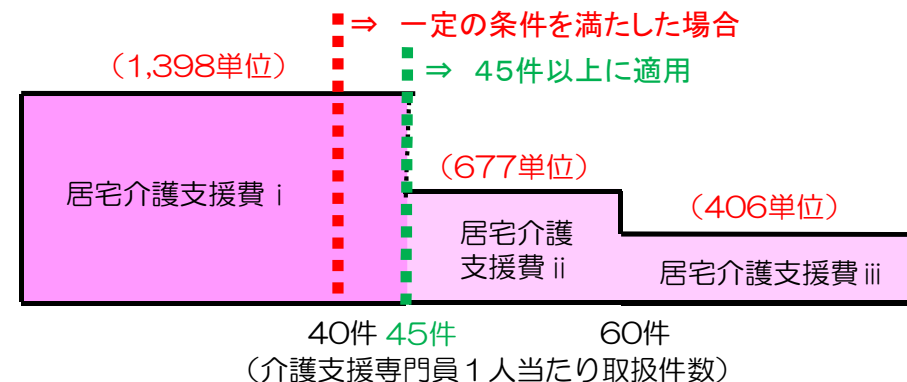 ⇒ 一定の条件を満たした場合
(1,398単位)
⇒ 45件以上に適用
居宅介護支援費ⅰ
(677単位)
(406単位)
居宅介護
支援費ⅱ
居宅介護支援費ⅲ
40件 45件 60件
(介護支援専門員1人当たり取扱件数)